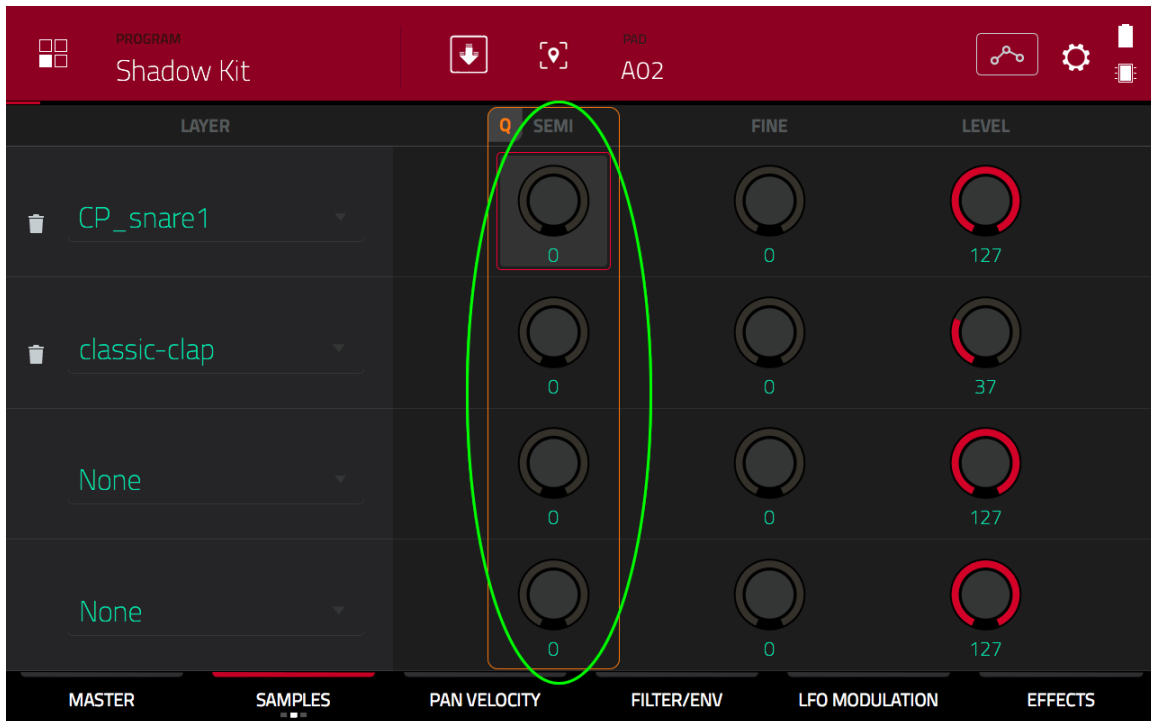 PROGRAM
Shadow Kit
PAD
A02
LAYER Q SEMI FINE LEVEL
CP_snare1
0 0 127
classic-clap
0 0 37
None
0 0 127
None
0 0 127
MASTER SAMPLES PAN VELOCITY FILTER/ENV LFO MODULATION EFFECTS